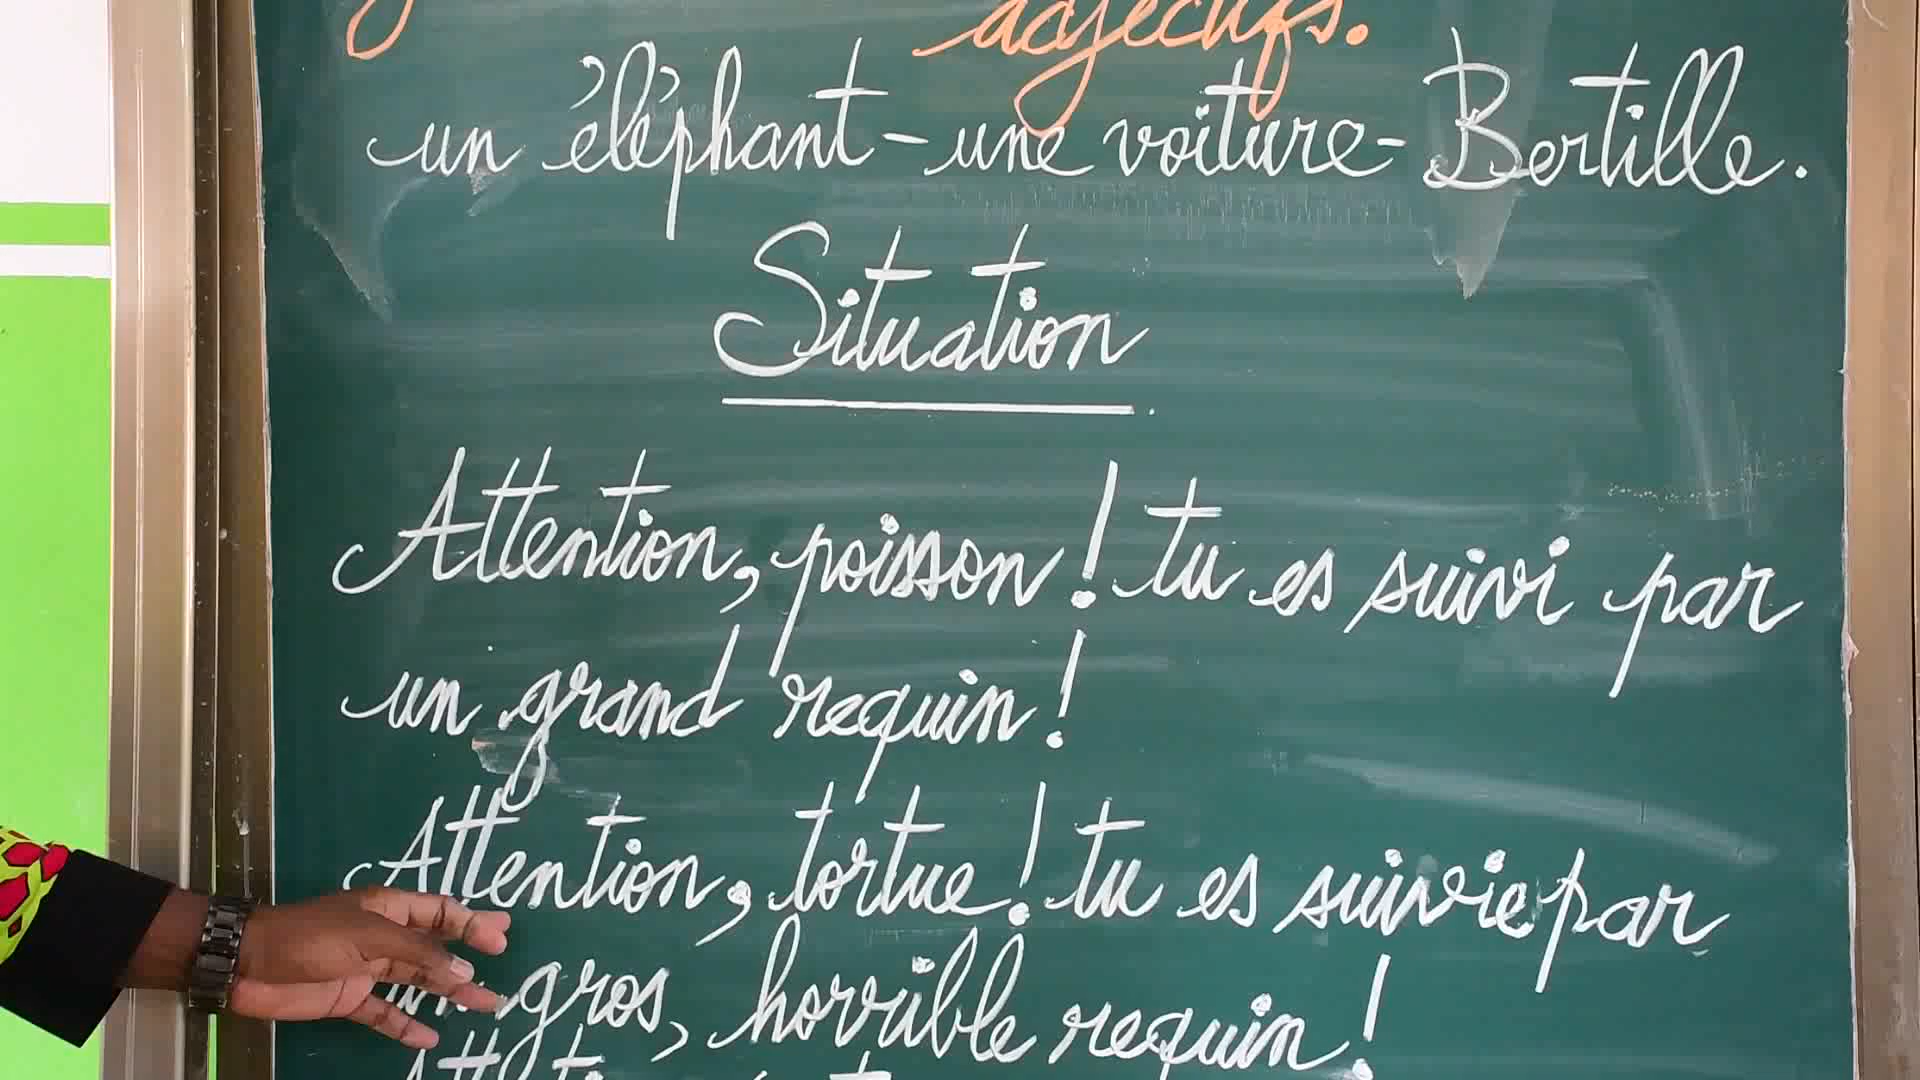 adjectifs.
un éléphant - une voiture - Bertille.
Situation
Attention, poisson ! tu es suivi par
un grand requin !
Attention, tortue ! tu es suivie par
un gros, horrible requin !